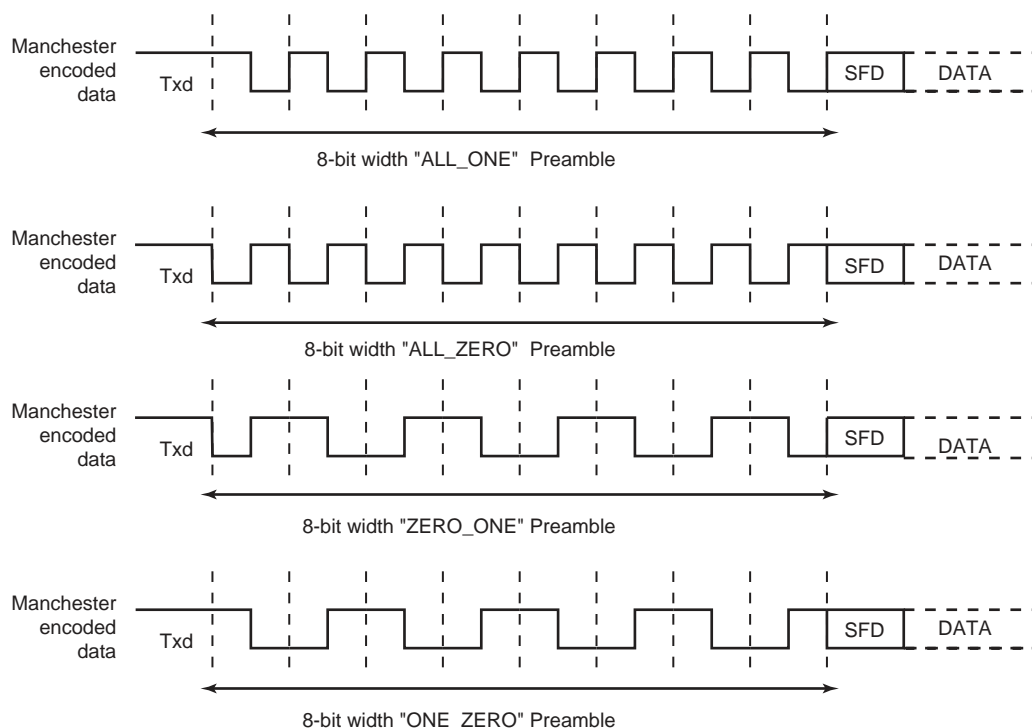 Manchester
encoded
data
Txd
SFD
DATA
8-bit width "ALL_ONE" Preamble
Manchester
encoded
data
Txd
SFD
DATA
8-bit width "ALL_ZERO" Preamble
Manchester
encoded
data
Txd
SFD
DATA
8-bit width "ZERO_ONE" Preamble
Manchester
encoded
data
Txd
SFD
DATA
8-bit width "ONE_ZERO" Preamble